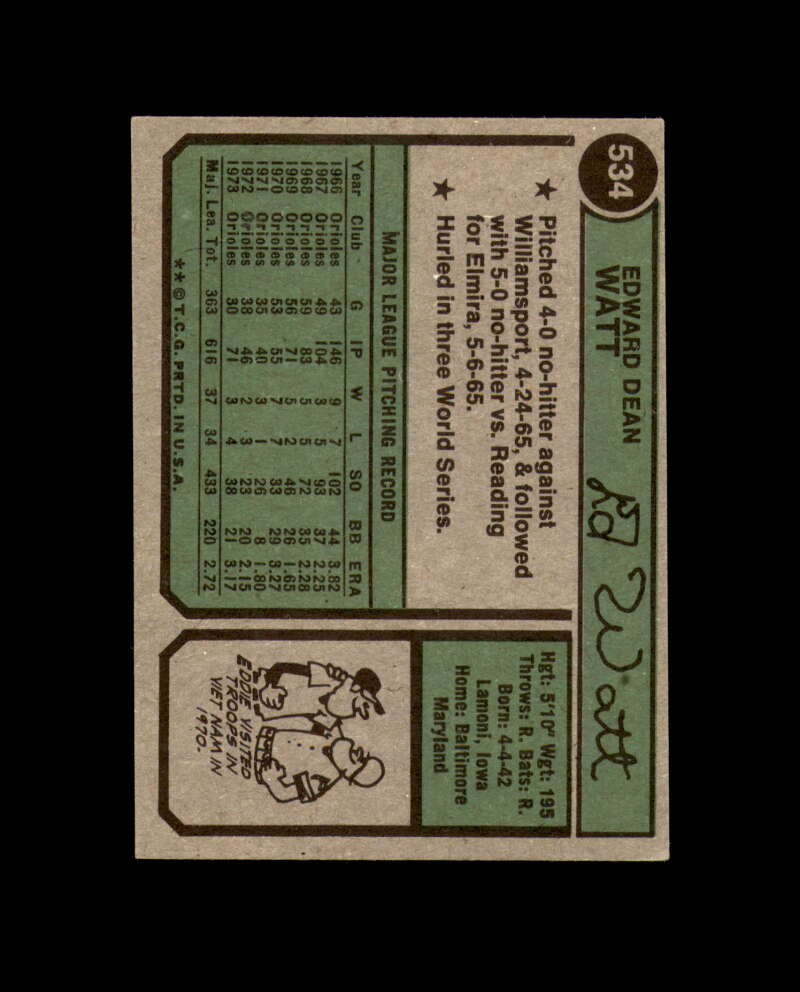 534
EDWARD DEAN
WATT
Ed Watt
★ Pitched 4-0 no-hitter against
Williamsport, 4-24-65, & followed
with 5-0 no-hitter vs. Reading
for Elmira, 5-6-65.
★ Hurled in three World Series.
Hgt: 5'10" Wgt: 195
Throws: R. Bats: R.
Born: 4-4-42
Lamoni, Iowa
Home: Baltimore
Maryland
MAJOR LEAGUE PITCHING RECORD
Year Club G IP W L SO BB ERA
1966 Orioles 43 146 9 7 102 44 3.82
1967 Orioles 49 104 3 5 93 37 2.25
1968 Orioles 59 83 5 5 72 35 2.28
1969 Orioles 56 71 5 2 46 26 1.65
1970 Orioles 53 55 7 7 33 29 3.27
1971 Orioles 35 40 3 1 26 8 1.80
1972 Orioles 38 46 2 3 23 20 2.15
1973 Orioles 30 71 3 4 38 21 3.17
Maj. Lea. Tot. 363 616 37 34 433 220 2.72
**© T.C.G. PRTD. IN U.S.A.
EDDIE VISITED
TROOPS IN
VIET NAM IN
1970.